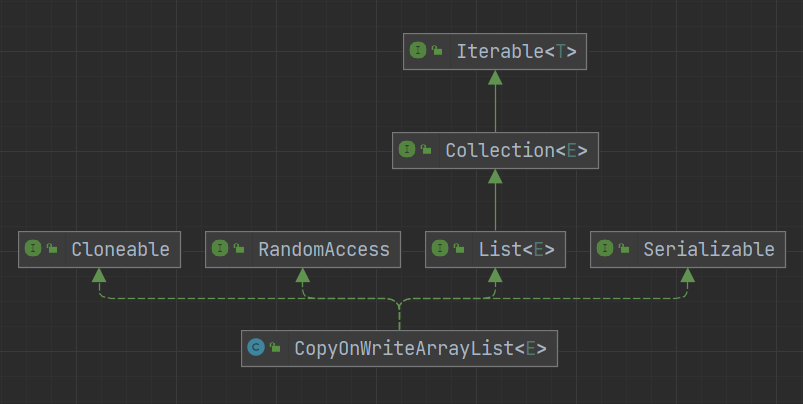 Iterable<T>
Collection<E>
Cloneable
RandomAccess
List<E>
Serializable
CopyOnWriteArrayList<E>